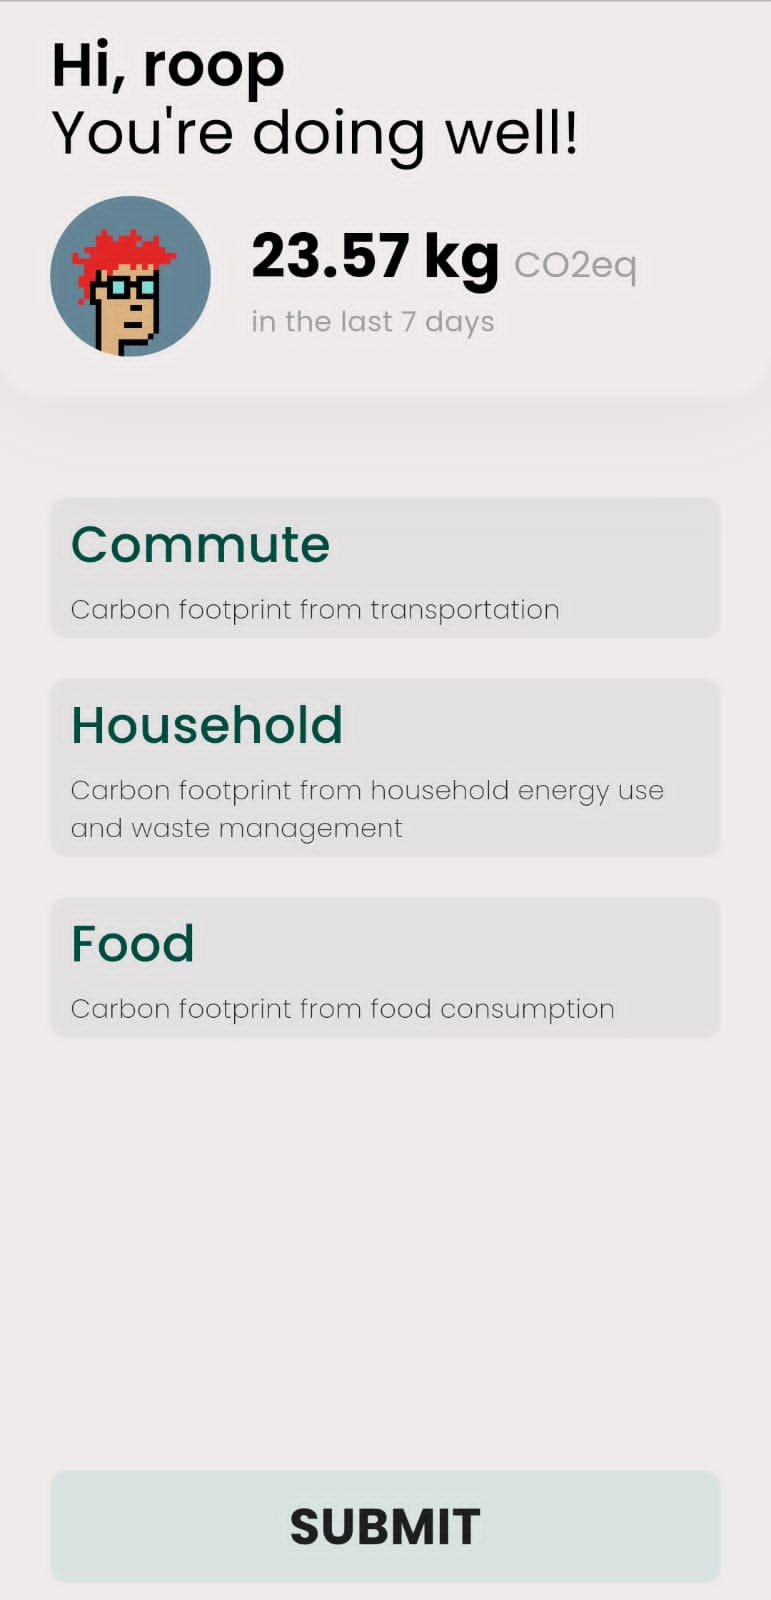 Hi, roop
You're doing well!
23.57 kg CO2eq
in the last 7 days
Commute
Carbon footprint from transportation
Household
Carbon footprint from household energy use
and waste management
Food
Carbon footprint from food consumption
SUBMIT